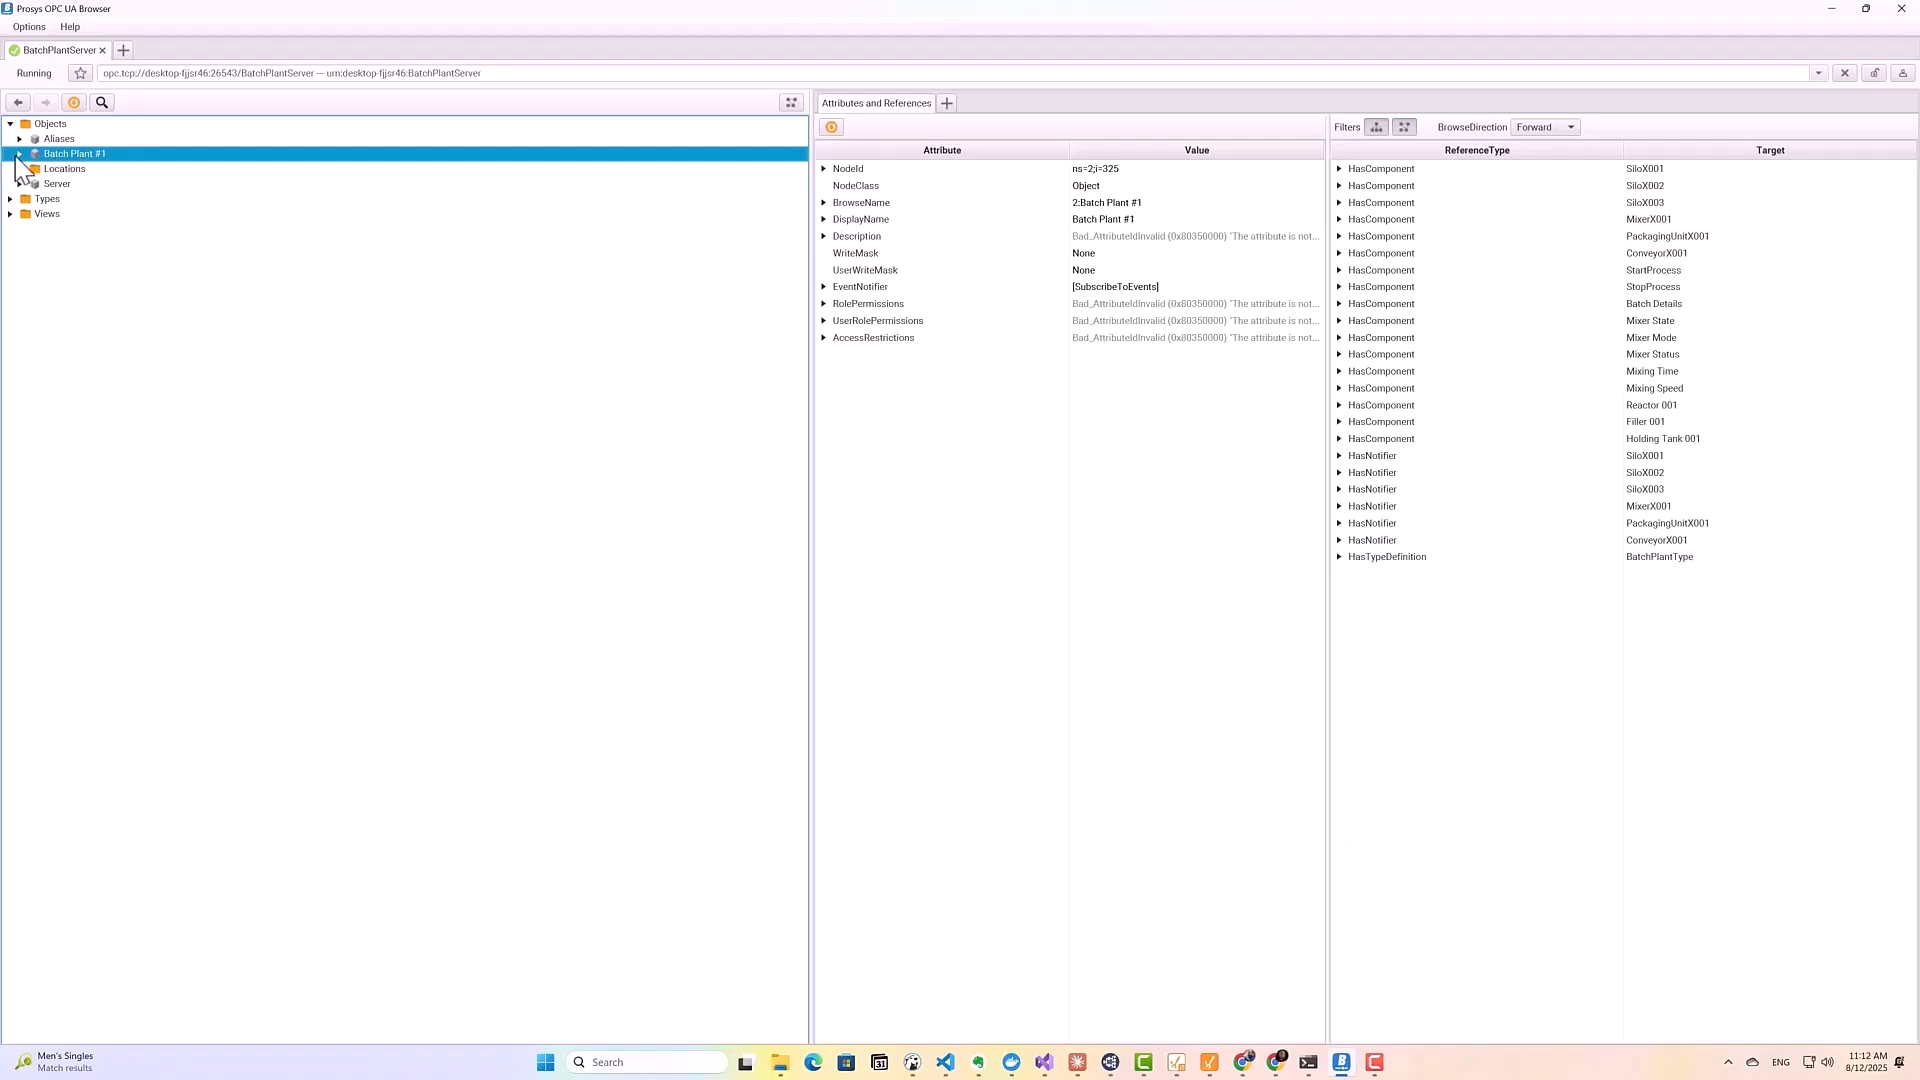 Prosys OPC UA Browser
Options Help
BatchPlantServer
Running opc.tcp://desktop-fjjsr46:26543/BatchPlantServer — urn:desktop-fjjsr46:BatchPlantServer
Attributes and References
Filters BrowseDirection Forward
Objects
Aliases
Batch Plant #1
Locations
Server
Types
Views
Attribute Value
NodeId ns=2;i=325
NodeClass Object
BrowseName 2:Batch Plant #1
DisplayName Batch Plant #1
Description Bad_AttributeIdInvalid (0x80350000) "The attribute is not...
WriteMask None
UserWriteMask None
EventNotifier [SubscribeToEvents]
RolePermissions Bad_AttributeIdInvalid (0x80350000) "The attribute is not...
UserRolePermissions Bad_AttributeIdInvalid (0x80350000) "The attribute is not...
AccessRestrictions Bad_AttributeIdInvalid (0x80350000) "The attribute is not...
ReferenceType Target
HasComponent SiloX001
HasComponent SiloX002
HasComponent SiloX003
HasComponent MixerX001
HasComponent PackagingUnitX001
HasComponent ConveyorX001
HasComponent StartProcess
HasComponent StopProcess
HasComponent Batch Details
HasComponent Mixer State
HasComponent Mixer Mode
HasComponent Mixer Status
HasComponent Mixing Time
HasComponent Mixing Speed
HasComponent Reactor 001
HasComponent Filler 001
HasComponent Holding Tank 001
HasNotifier SiloX001
HasNotifier SiloX002
HasNotifier SiloX003
HasNotifier MixerX001
HasNotifier PackagingUnitX001
HasNotifier ConveyorX001
HasTypeDefinition BatchPlantType
Men's Singles
Match results
Search
31
ENG
11:12 AM
8/12/2025